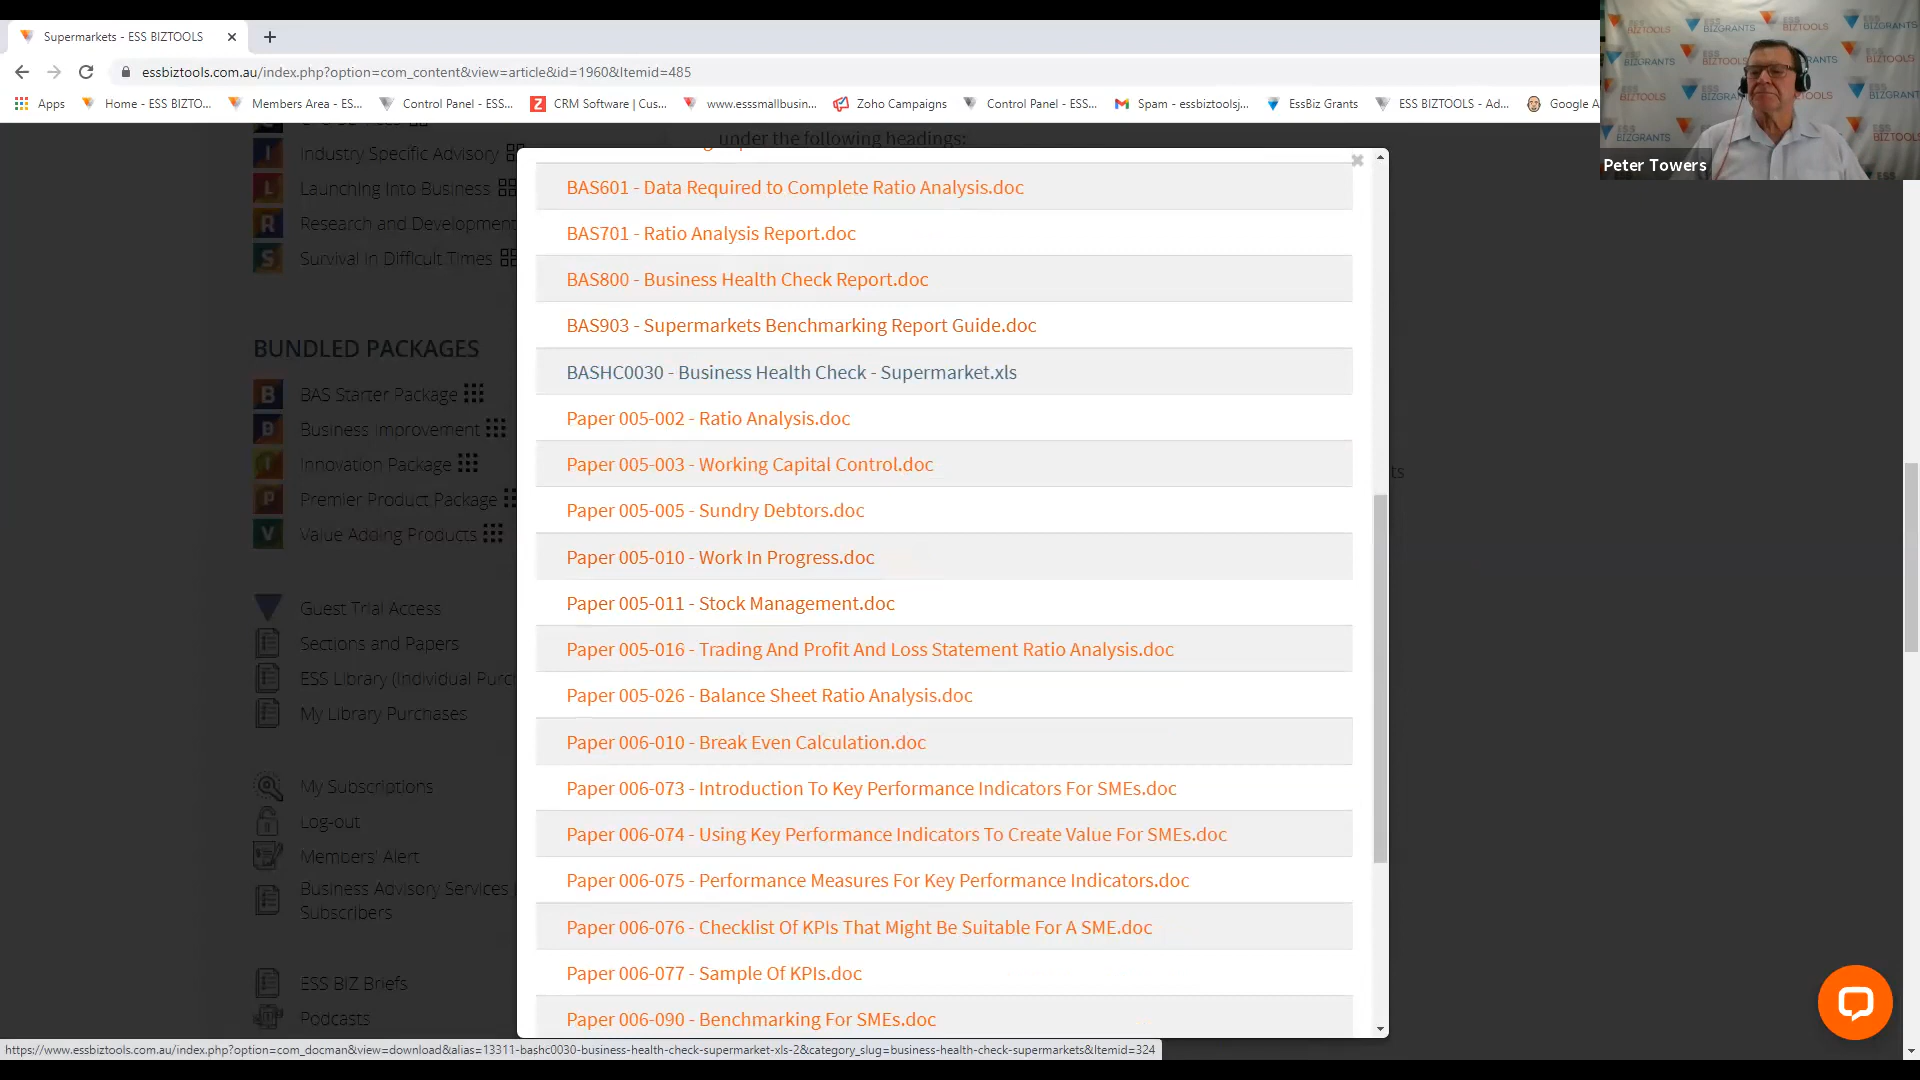 Supermarkets - ESS BIZTOOLS
essbiztools.com.au/index.php?option=com_content&view=article&id=1960&Itemid=485
Apps
Home - ESS BIZTO...
Members Area - ES...
Control Panel - ESS...
CRM Software | Cus...
www.esssmallbusin...
Zoho Campaigns
Control Panel - ESS...
Spam - essbiztoolsj...
EssBiz Grants
ESS BIZTOOLS - Ad...
Google A
Peter Towers
under the following headings:
Industry Specific Advisory
Launching Into Business
Research and Development
Survival in Difficult Times
BUNDLED PACKAGES
BAS Starter Package
Business Improvement
Innovation Package
Premier Product Package
Value Adding Products
Guest Trial Access
Sections and Papers
ESS Library (Individual Purc
My Library Purchases
My Subscriptions
Log-out
Members' Alert
Business Advisory Services
Subscribers
ESS BIZ Briefs
Podcasts
BAS601 - Data Required to Complete Ratio Analysis.doc
BAS701 - Ratio Analysis Report.doc
BAS800 - Business Health Check Report.doc
BAS903 - Supermarkets Benchmarking Report Guide.doc
BASHC0030 - Business Health Check - Supermarket.xls
Paper 005-002 - Ratio Analysis.doc
Paper 005-003 - Working Capital Control.doc
Paper 005-005 - Sundry Debtors.doc
Paper 005-010 - Work In Progress.doc
Paper 005-011 - Stock Management.doc
Paper 005-016 - Trading And Profit And Loss Statement Ratio Analysis.doc
Paper 005-026 - Balance Sheet Ratio Analysis.doc
Paper 006-010 - Break Even Calculation.doc
Paper 006-073 - Introduction To Key Performance Indicators For SMEs.doc
Paper 006-074 - Using Key Performance Indicators To Create Value For SMEs.doc
Paper 006-075 - Performance Measures For Key Performance Indicators.doc
Paper 006-076 - Checklist Of KPIs That Might Be Suitable For A SME.doc
Paper 006-077 - Sample Of KPIs.doc
Paper 006-090 - Benchmarking For SMEs.doc
https://www.essbiztools.com.au/index.php?option=com_docman&view=download&alias=13311-bashc0030-business-health-check-supermarket-xls-2&category_slug=business-health-check-supermarkets&Itemid=324